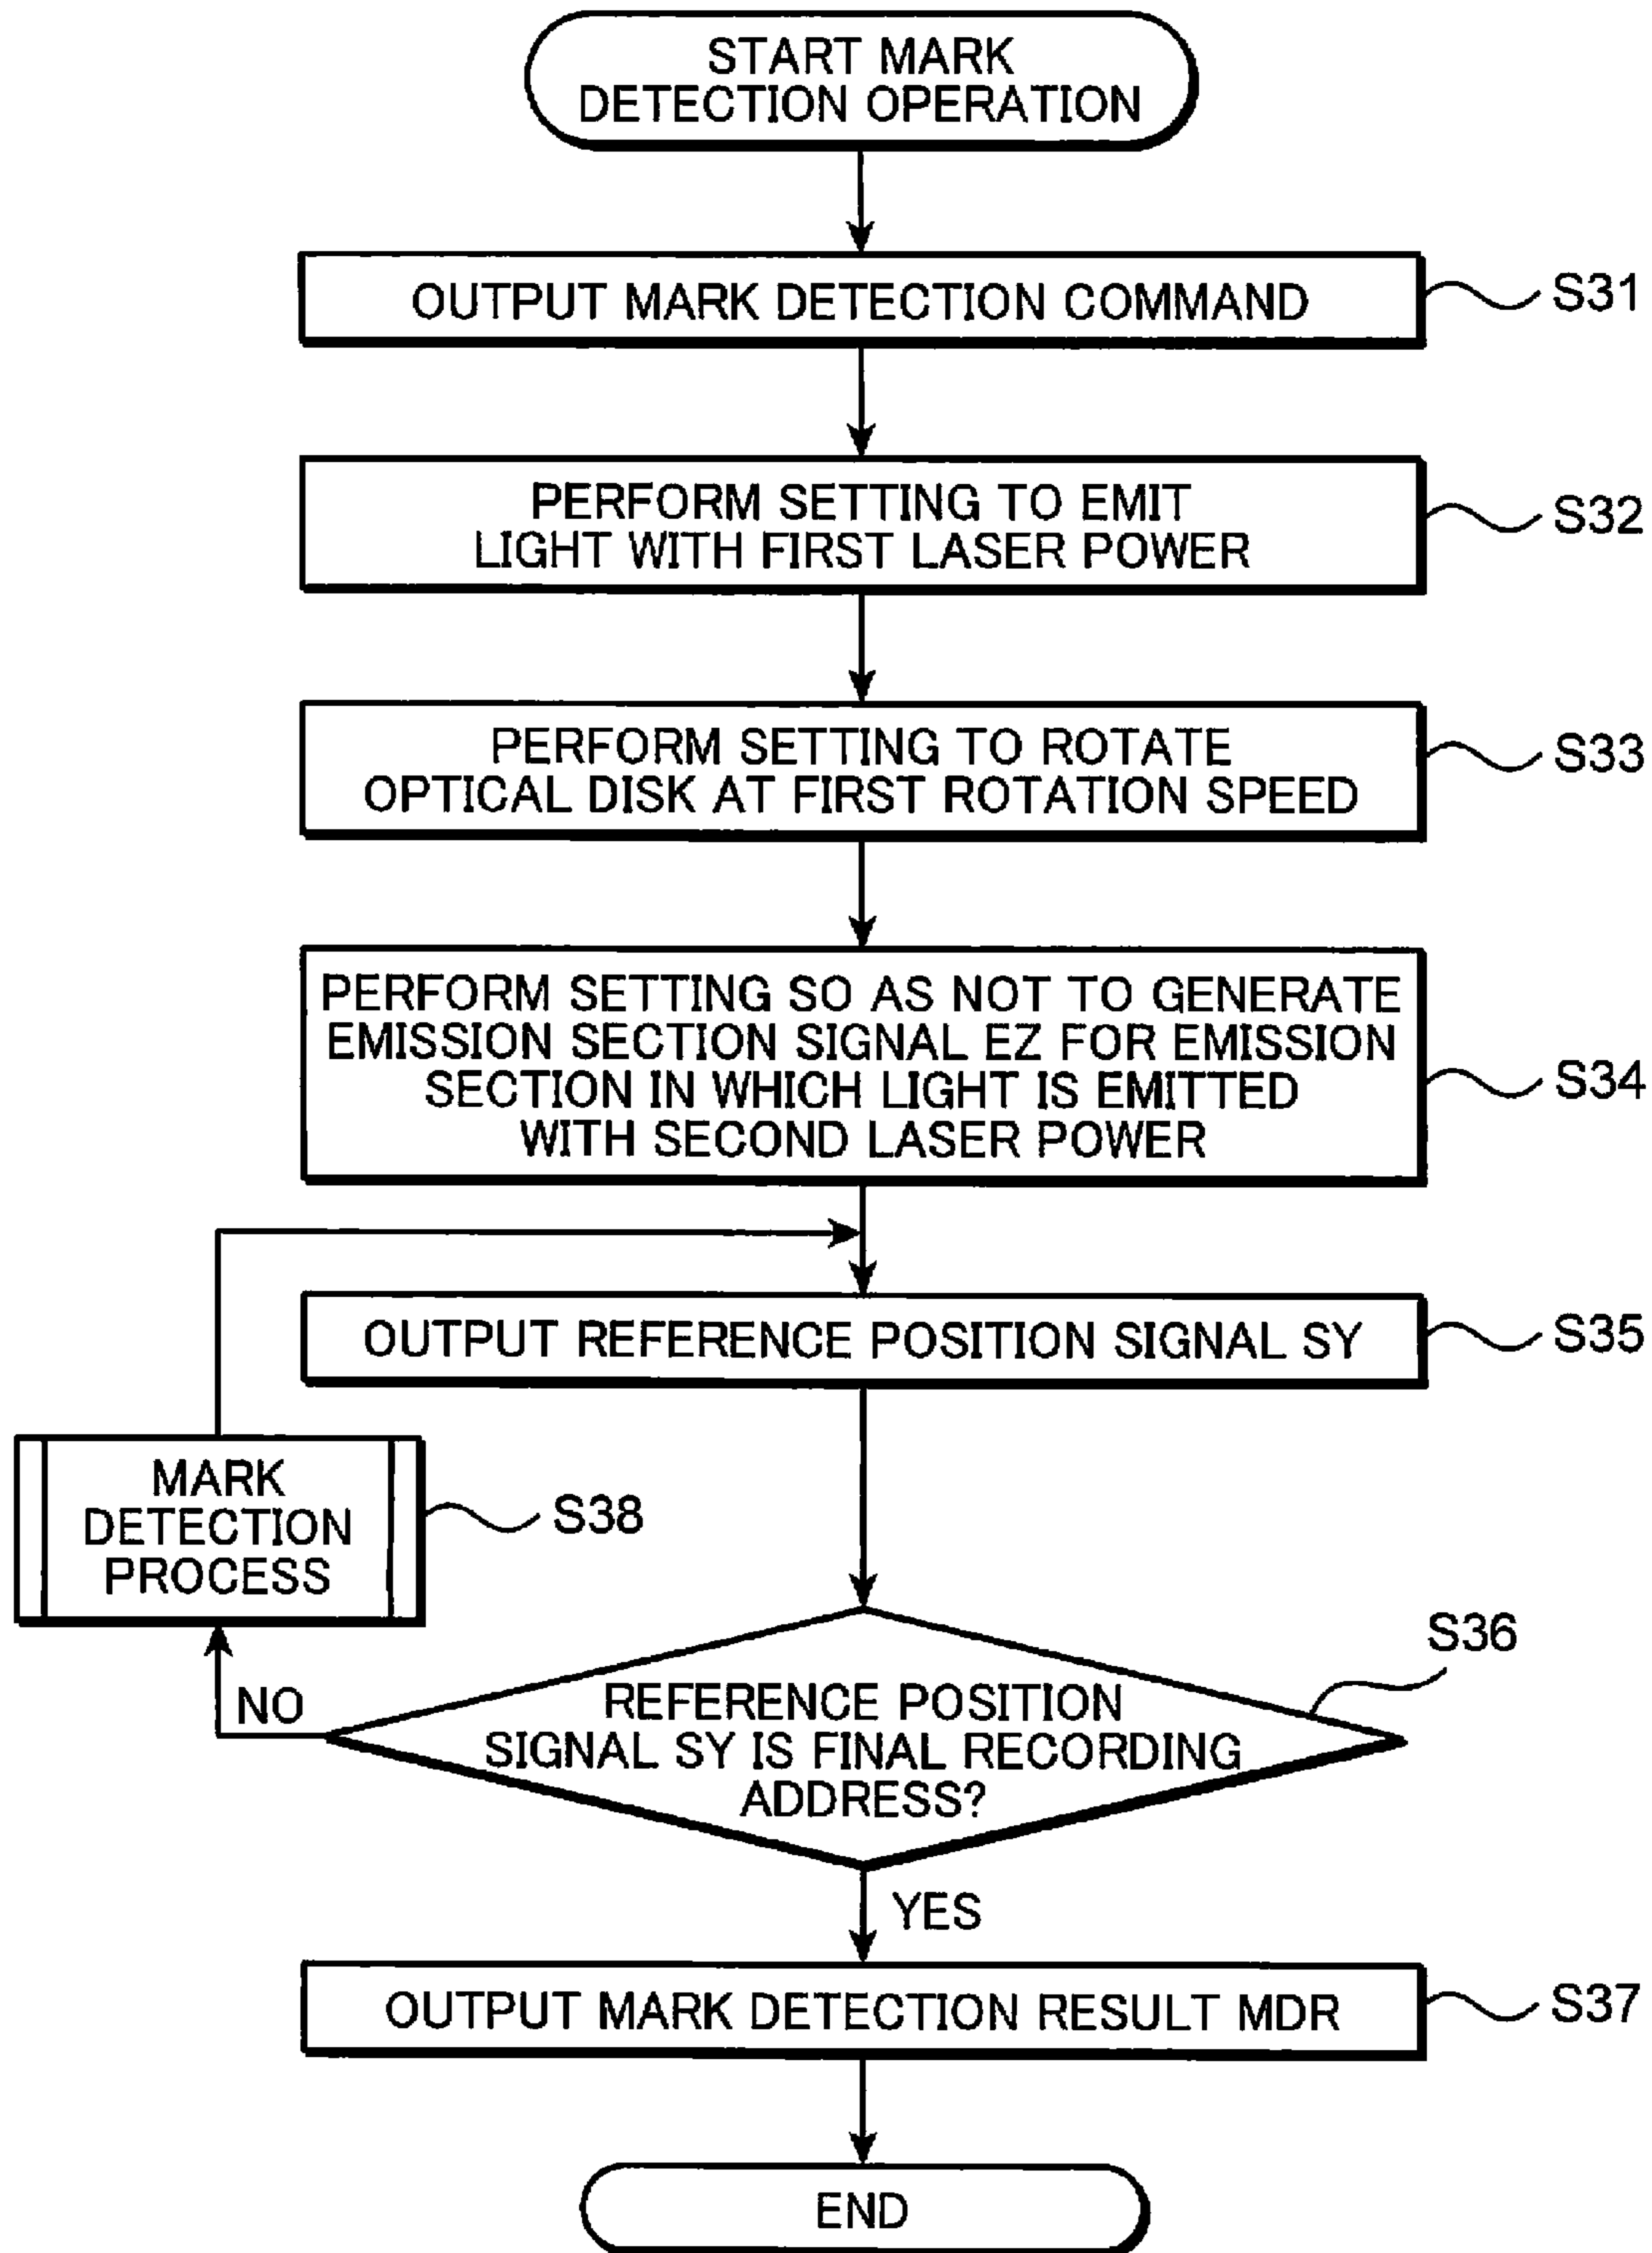 START MARK
DETECTION OPERATION
OUTPUT MARK DETECTION COMMAND
S31
PERFORM SETTING TO EMIT
LIGHT WITH FIRST LASER POWER
S32
PERFORM SETTING TO ROTATE
OPTICAL DISK AT FIRST ROTATION SPEED
S33
PERFORM SETTING SO AS NOT TO GENERATE
EMISSION SECTION SIGNAL EZ FOR EMISSION
SECTION IN WHICH LIGHT IS EMITTED
WITH SECOND LASER POWER
S34
OUTPUT REFERENCE POSITION SIGNAL SY
S35
MARK
DETECTION
PROCESS
S38
S36
NO
REFERENCE POSITION
SIGNAL SY IS FINAL RECORDING
ADDRESS?
YES
OUTPUT MARK DETECTION RESULT MDR
S37
END